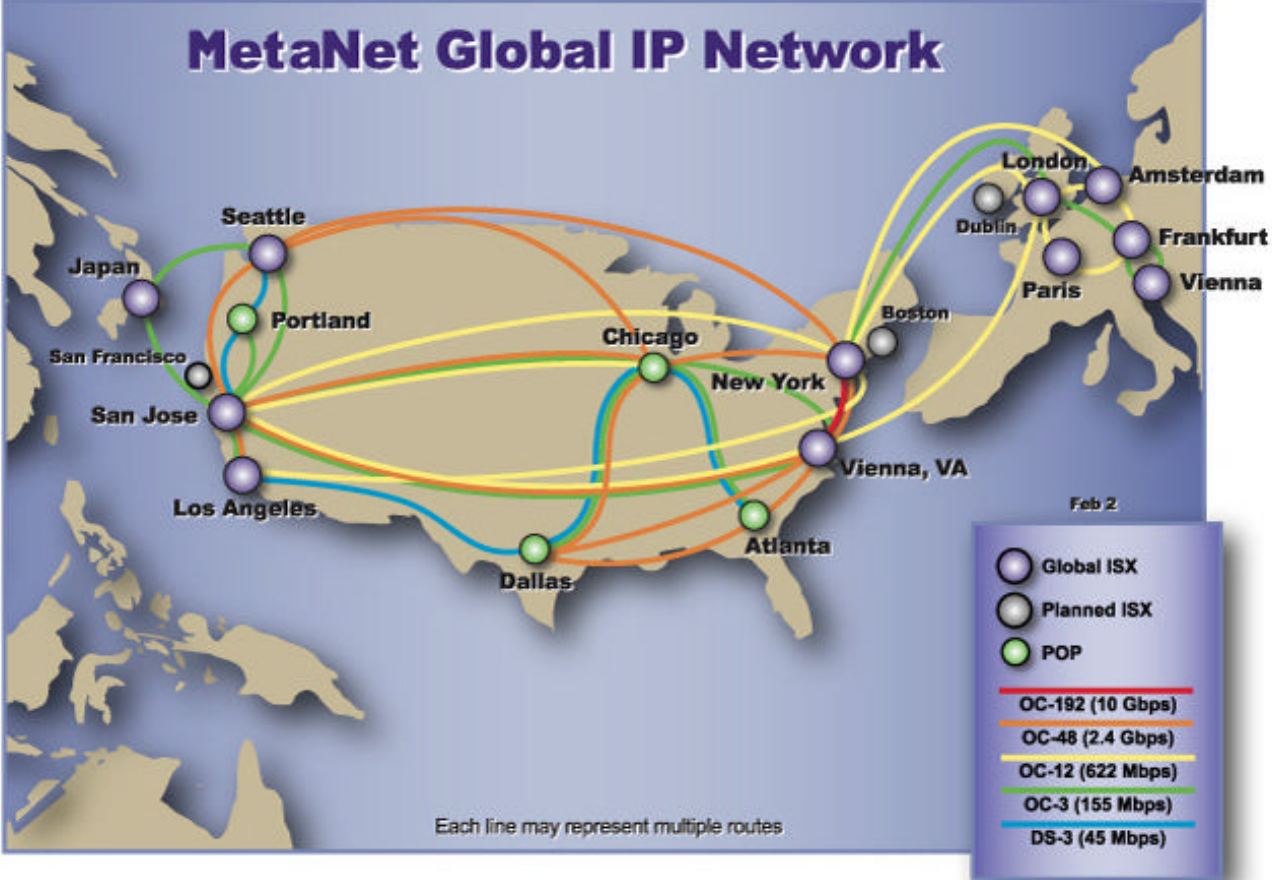 MetaNet Global IP Network
London
Amsterdam
Seattle
Dublin
Frankfurt
Japan
Paris
Vienna
Portland
Boston
San Francisco
Chicago
New York
San Jose
Vienna, VA
Los Angeles
Feb 2
Atlanta
Dallas
Global ISX
Planned ISX
POP
OC-192 (10 Gbps)
OC-48 (2.4 Gbps)
OC-12 (622 Mbps)
OC-3 (155 Mbps)
DS-3 (45 Mbps)
Each line may represent multiple routes